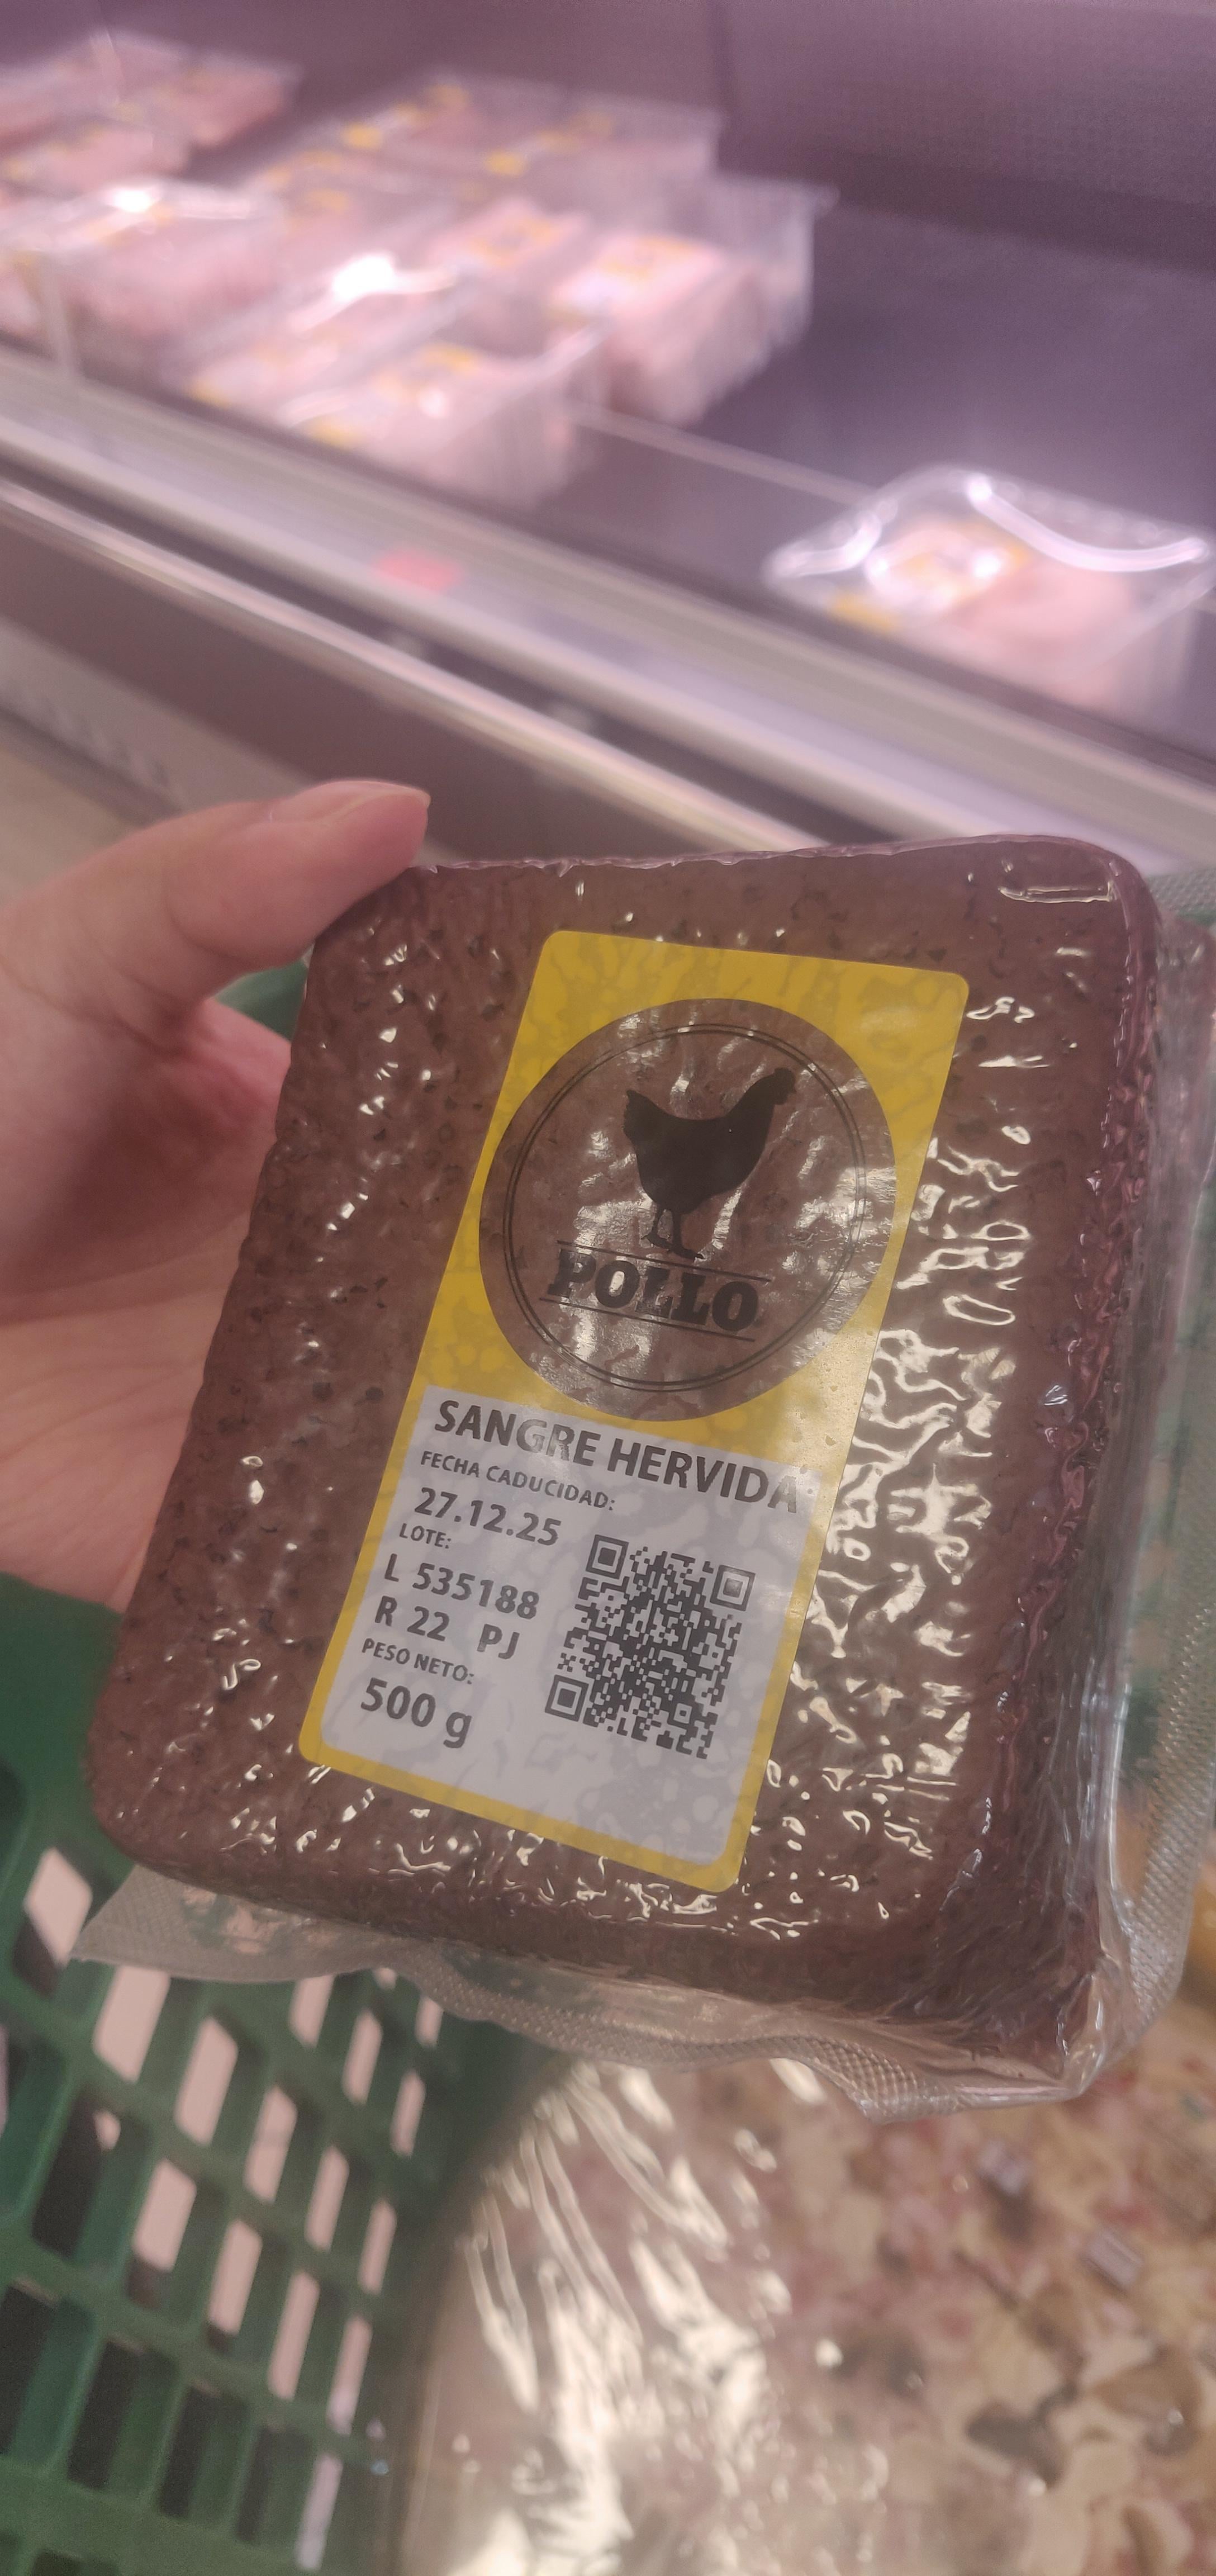 POLLO
SANGRE HERVIDA
FECHA CADUCIDAD:
27.12.25
LOTE:
L 535188
R 22 PJ
PESO NETO:
500 g